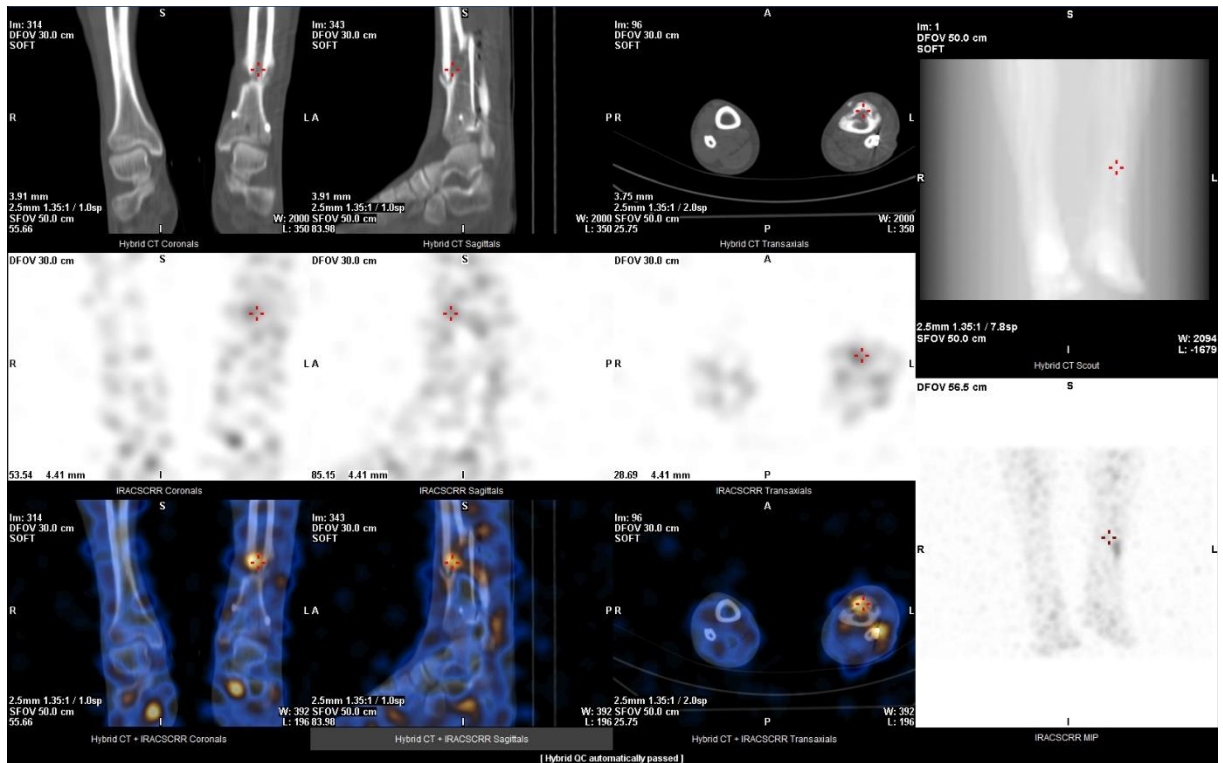 S
Im: 314
DFOV 30.0 cm
SOFT
R
L
3.91 mm
2.5mm 1.35:1 / 1.0sp
SFOV 50.0 cm
55.66
W: 2000
L: 350
Hybrid CT Coronals
S
Im: 343
DFOV 30.0 cm
SOFT
A
P
3.91 mm
2.5mm 1.35:1 / 1.0sp
SFOV 50.0 cm
83.98
I
W: 2000
L: 350
Hybrid CT Sagittals
A
Im: 96
DFOV 30.0 cm
SOFT
R
L
3.75 mm
2.5mm 1.35:1 / 2.0sp
SFOV 50.0 cm
25.75
P
W: 2000
L: 350
Hybrid CT Transaxials
S
Im: 1
DFOV 50.0 cm
SOFT
R
L
2.5mm 1.35:1 / 7.8sp
SFOV 50.0 cm
I
W: 2094
L: -1679
Hybrid CT Scout
DFOV 30.0 cm
S
R
L
53.54 4.41 mm
I
IRACSCRR Coronals
DFOV 30.0 cm
S
A
P
85.15 4.41 mm
I
IRACSCRR Sagittals
DFOV 30.0 cm
A
R
L
28.69 4.41 mm
P
IRACSCRR Transaxials
DFOV 56.5 cm
S
R
L
I
IRACSCRR MIP
Im: 314
DFOV 30.0 cm
SOFT
S
R
L
2.5mm 1.35:1 / 1.0sp
SFOV 50.0 cm
55.66
I
W: 392
L: 196
Hybrid CT + IRACSCRR Coronals
Im: 343
DFOV 30.0 cm
SOFT
S
A
P
2.5mm 1.35:1 / 1.0sp
SFOV 50.0 cm
83.98
I
W: 392
L: 196
Hybrid CT + IRACSCRR Sagittals
Im: 96
DFOV 30.0 cm
SOFT
A
R
L
2.5mm 1.35:1 / 2.0sp
SFOV 50.0 cm
25.75
P
W: 392
L: 196
Hybrid CT + IRACSCRR Transaxials
[ Hybrid QC automatically passed ]